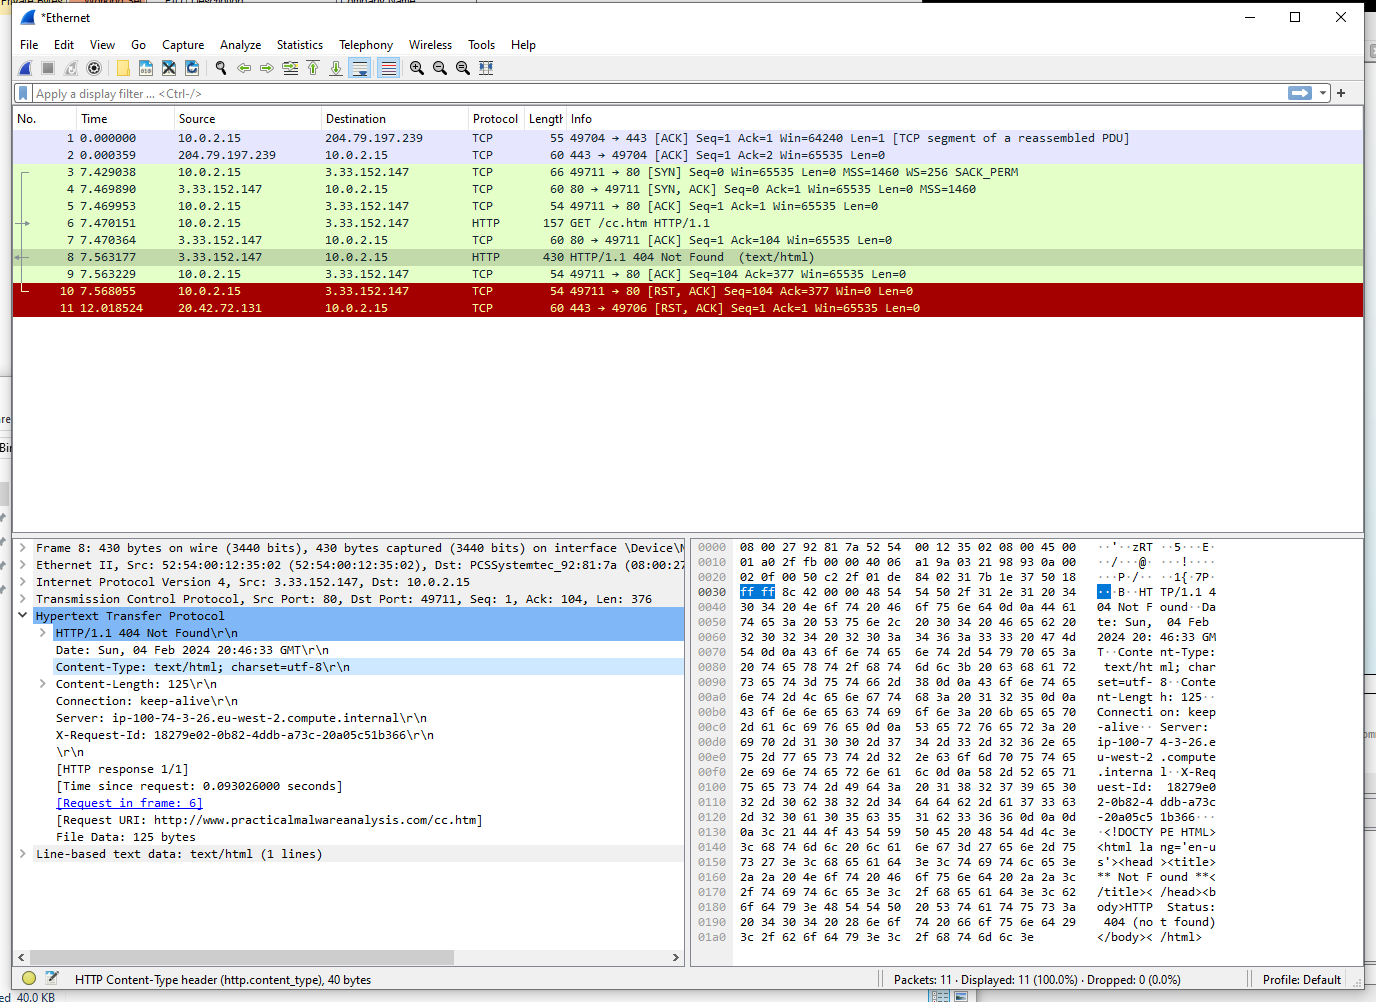 *Ethernet
File Edit View Go Capture Analyze Statistics Telephony Wireless Tools Help
Apply a display filter ... <Ctrl-/>
No. Time Source Destination Protocol Length Info
1 0.000000 10.0.2.15 204.79.197.239 TCP 55 49704 → 443 [ACK] Seq=1 Ack=1 Win=64240 Len=1 [TCP segment of a reassembled PDU]
2 0.000359 204.79.197.239 10.0.2.15 TCP 60 443 → 49704 [ACK] Seq=1 Ack=2 Win=65535 Len=0
3 7.429038 10.0.2.15 3.33.152.147 TCP 66 49711 → 80 [SYN] Seq=0 Win=65535 Len=0 MSS=1460 WS=256 SACK_PERM
4 7.469890 3.33.152.147 10.0.2.15 TCP 60 80 → 49711 [SYN, ACK] Seq=0 Ack=1 Win=65535 Len=0 MSS=1460
5 7.469953 10.0.2.15 3.33.152.147 TCP 54 49711 → 80 [ACK] Seq=1 Ack=1 Win=65535 Len=0
6 7.470151 10.0.2.15 3.33.152.147 HTTP 157 GET /cc.htm HTTP/1.1
7 7.470364 3.33.152.147 10.0.2.15 TCP 60 80 → 49711 [ACK] Seq=1 Ack=104 Win=65535 Len=0
8 7.563177 3.33.152.147 10.0.2.15 HTTP 430 HTTP/1.1 404 Not Found (text/html)
9 7.563229 10.0.2.15 3.33.152.147 TCP 54 49711 → 80 [ACK] Seq=104 Ack=377 Win=65535 Len=0
10 7.568055 10.0.2.15 3.33.152.147 TCP 54 49711 → 80 [RST, ACK] Seq=104 Ack=377 Win=0 Len=0
11 12.018524 20.42.72.131 10.0.2.15 TCP 60 443 → 49706 [RST, ACK] Seq=1 Ack=1 Win=65535 Len=0
Frame 8: 430 bytes on wire (3440 bits), 430 bytes captured (3440 bits) on interface \Device\N
Ethernet II, Src: 52:54:00:12:35:02 (52:54:00:12:35:02), Dst: PCSSystemtec_92:81:7a (08:00:27
Internet Protocol Version 4, Src: 3.33.152.147, Dst: 10.0.2.15
Transmission Control Protocol, Src Port: 80, Dst Port: 49711, Seq: 1, Ack: 104, Len: 376
Hypertext Transfer Protocol
HTTP/1.1 404 Not Found\r\n
Date: Sun, 04 Feb 2024 20:46:33 GMT\r\n
Content-Type: text/html; charset=utf-8\r\n
Content-Length: 125\r\n
Connection: keep-alive\r\n
Server: ip-100-74-3-26.eu-west-2.compute.internal\r\n
X-Request-Id: 18279e02-0b82-4ddb-a73c-20a05c51b366\r\n
\r\n
[HTTP response 1/1]
[Time since request: 0.093026000 seconds]
[Request in frame: 6]
[Request URI: http://www.practicalmalwareanalysis.com/cc.htm]
File Data: 125 bytes
Line-based text data: text/html (1 lines)
0000 08 00 27 92 81 7a 52 54 00 12 35 02 08 00 45 00 ··'··zRT ··5···E·
0010 01 a0 2f fb 00 00 40 06 a1 9a 03 21 98 93 0a 00 ··/···@· ···!····
0020 02 0f 00 50 c2 2f 01 de 84 02 31 7b 1e 37 50 18 ···P·/·· ··1{·7P·
0030 ff ff 8c 42 00 00 48 54 54 50 2f 31 2e 31 20 34 ···B··HT TP/1.1 4
0040 30 34 20 4e 6f 74 20 46 6f 75 6e 64 0d 0a 44 61 04 Not F ound··Da
0050 74 65 3a 20 53 75 6e 2c 20 30 34 20 46 65 62 20 te: Sun, 04 Feb
0060 32 30 32 34 20 32 30 3a 34 36 3a 33 33 20 47 4d 2024 20: 46:33 GM
0070 54 0d 0a 43 6f 6e 74 65 6e 74 2d 54 79 70 65 3a T··Conte nt-Type:
0080 20 74 65 78 74 2f 68 74 6d 6c 3b 20 63 68 61 72 text/ht ml; char
0090 73 65 74 3d 75 74 66 2d 38 0d 0a 43 6f 6e 74 65 set=utf- 8··Conte
00a0 6e 74 2d 4c 65 6e 67 74 68 3a 20 31 32 35 0d 0a nt-Lengt h: 125··
00b0 43 6f 6e 6e 65 63 74 69 6f 6e 3a 20 6b 65 65 70 Connecti on: keep
00c0 2d 61 6c 69 76 65 0d 0a 53 65 72 76 65 72 3a 20 -alive·· Server:
00d0 69 70 2d 31 30 30 2d 37 34 2d 33 2d 32 36 2e 65 ip-100-7 4-3-26.e
00e0 75 2d 77 65 73 74 2d 32 2e 63 6f 6d 70 75 74 65 u-west-2 .compute
00f0 2e 69 6e 74 65 72 6e 61 6c 0d 0a 58 2d 52 65 71 .interna l··X-Req
0100 75 65 73 74 2d 49 64 3a 20 31 38 32 37 39 65 30 uest-Id: 18279e0
0110 32 2d 30 62 38 32 2d 34 64 64 62 2d 61 37 33 63 2-0b82-4 ddb-a73c
0120 2d 32 30 61 30 35 63 35 31 62 33 36 36 0d 0a 0d -20a05c5 1b366···
0130 0a 3c 21 44 4f 43 54 59 50 45 20 48 54 4d 4c 3e ·<!DOCTY PE HTML>
0140 3c 68 74 6d 6c 20 6c 61 6e 67 3d 27 65 6e 2d 75 <html la ng='en-u
0150 73 27 3e 3c 68 65 61 64 3e 3c 74 69 74 6c 65 3e s'><head ><title>
0160 2a 2a 20 4e 6f 74 20 46 6f 75 6e 64 20 2a 2a 3c ** Not F ound **<
0170 2f 74 69 74 6c 65 3e 3c 2f 68 65 61 64 3e 3c 62 /title>< /head><b
0180 6f 64 79 3e 48 54 54 50 20 53 74 61 74 75 73 3a ody>HTTP Status:
0190 20 34 30 34 20 28 6e 6f 74 20 66 6f 75 6e 64 29 404 (no t found)
01a0 3c 2f 62 6f 64 79 3e 3c 2f 68 74 6d 6c 3e </body>< /html>
HTTP Content-Type header (http.content_type), 40 bytes
Packets: 11 · Displayed: 11 (100.0%) · Dropped: 0 (0.0%)
Profile: Default
40.0 KB